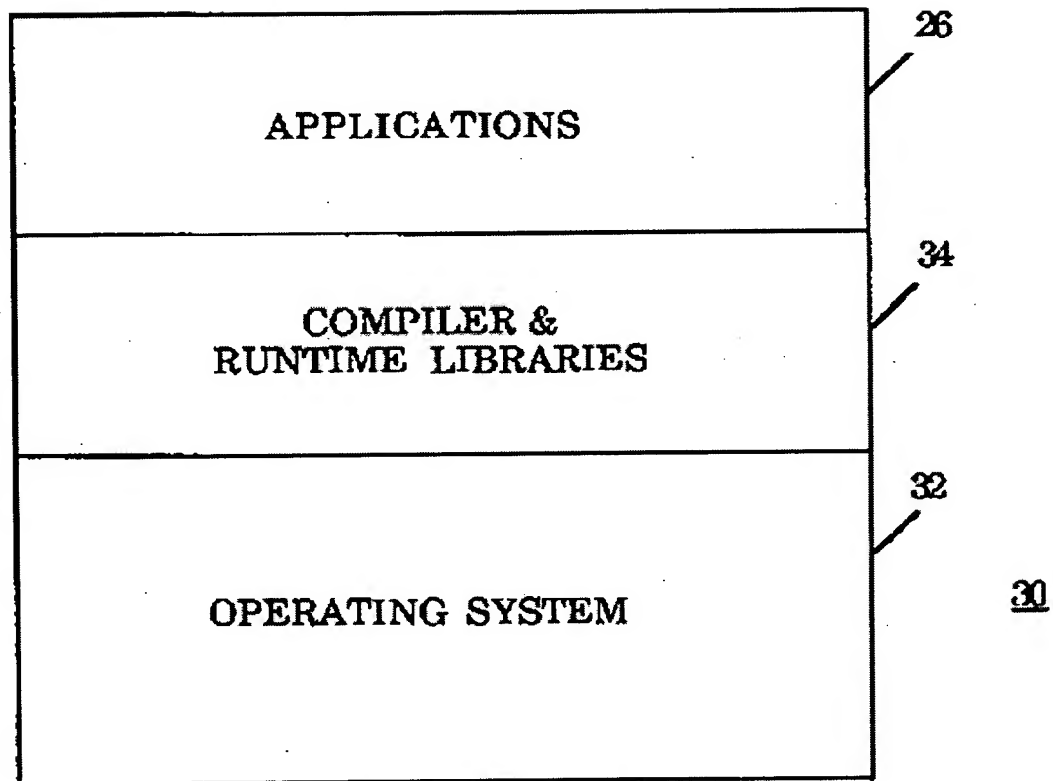 26
APPLICATIONS
34
COMPILER &
RUNTIME LIBRARIES
32
OPERATING SYSTEM
30